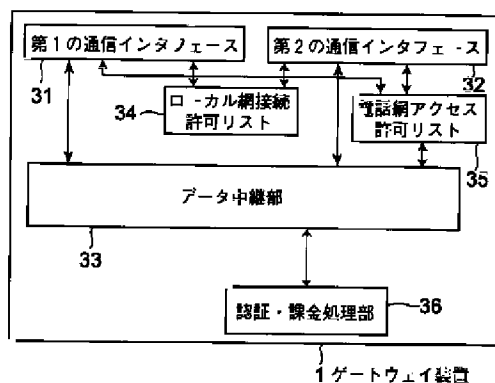 第1の通信インタフェース
第2の通信インタフェ-ス
31
32
34
ロ-カル網接続
許可リスト
電話網アクセス
許可リスト
35
データ中継部
33
認証・課金処理部
36
1 ゲートウェイ装置